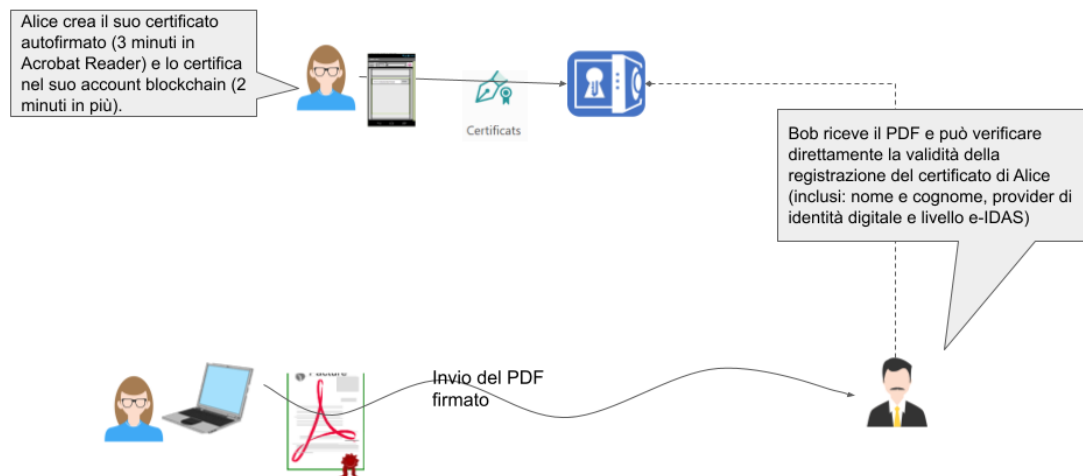 Alice crea il suo certificato
autofirmato (3 minuti in
Acrobat Reader) e lo certifica
nel suo account blockchain (2
minuti in più).
Certificats
Bob riceve il PDF e può verificare
direttamente la validità della
registrazione del certificato di Alice
(inclusi: nome e cognome, provider di
identità digitale e livello e-IDAS)
Facture
Invio del PDF
firmato